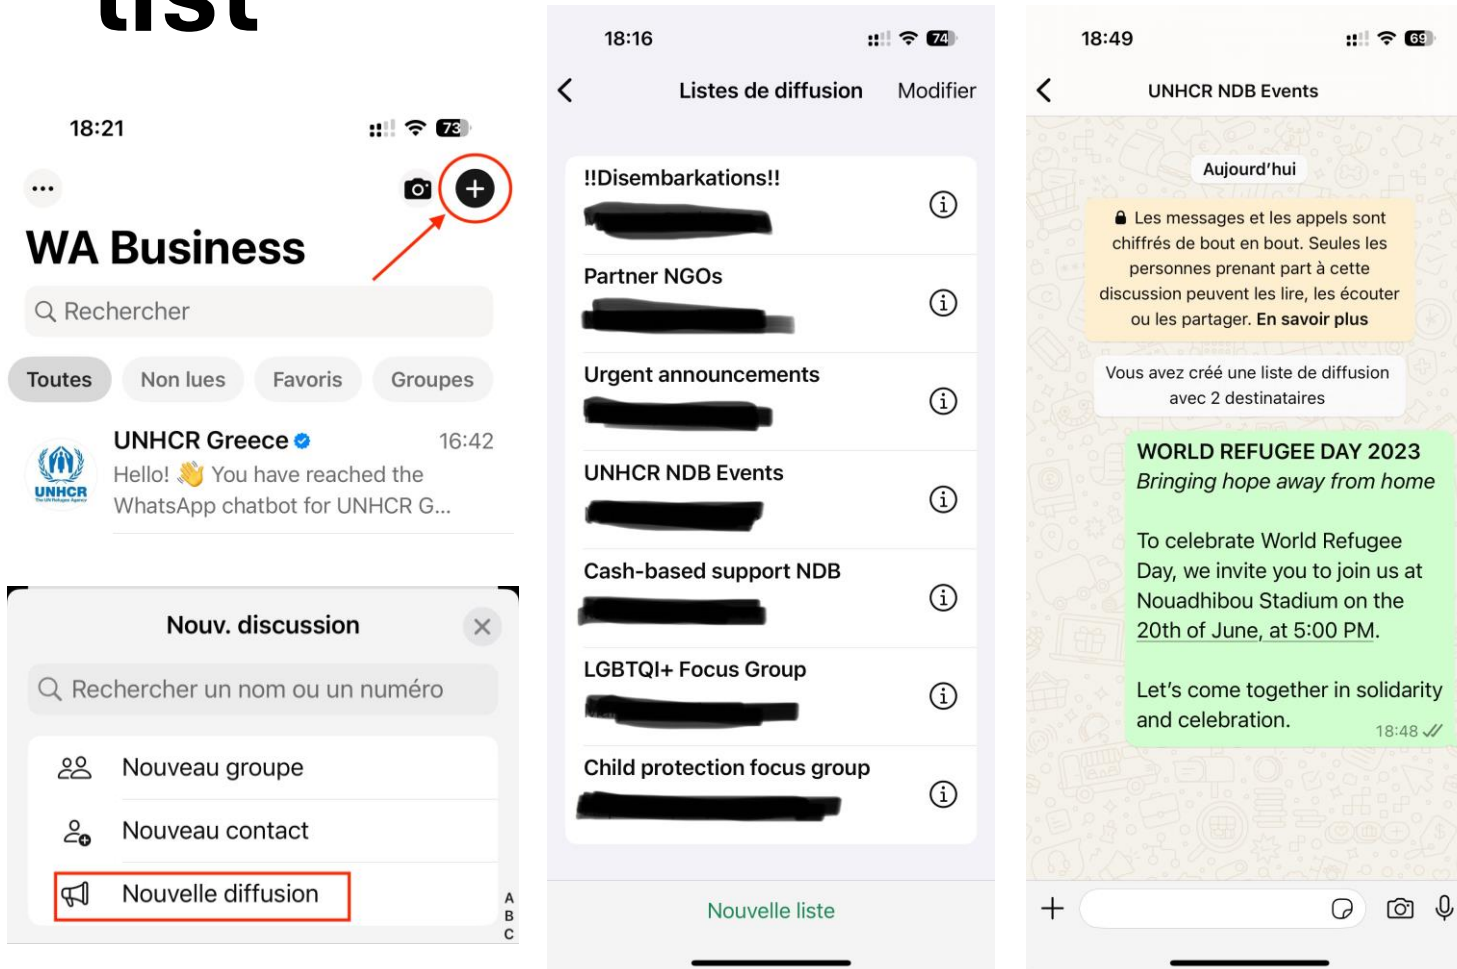 list
18:21
73
WA Business
Rechercher
Toutes
Non lues
Favoris
Groupes
UNHCR Greece
16:42
Hello! 👋 You have reached the
WhatsApp chatbot for UNHCR G...
UNHCR
The UN Refugee Agency
Nouv. discussion
Rechercher un nom ou un numéro
Nouveau groupe
Nouveau contact
Nouvelle diffusion
A
B
C
18:16
74
Listes de diffusion
Modifier
!!Disembarkations!!
Partner NGOs
Urgent announcements
UNHCR NDB Events
Cash-based support NDB
LGBTQI+ Focus Group
Child protection focus group
Nouvelle liste
18:49
69
UNHCR NDB Events
Aujourd'hui
Les messages et les appels sont
chiffrés de bout en bout. Seules les
personnes prenant part à cette
discussion peuvent les lire, les écouter
ou les partager. En savoir plus
Vous avez créé une liste de diffusion
avec 2 destinataires
WORLD REFUGEE DAY 2023
Bringing hope away from home
To celebrate World Refugee
Day, we invite you to join us at
Nouadhibou Stadium on the
20th of June, at 5:00 PM.
Let's come together in solidarity
and celebration.
18:48